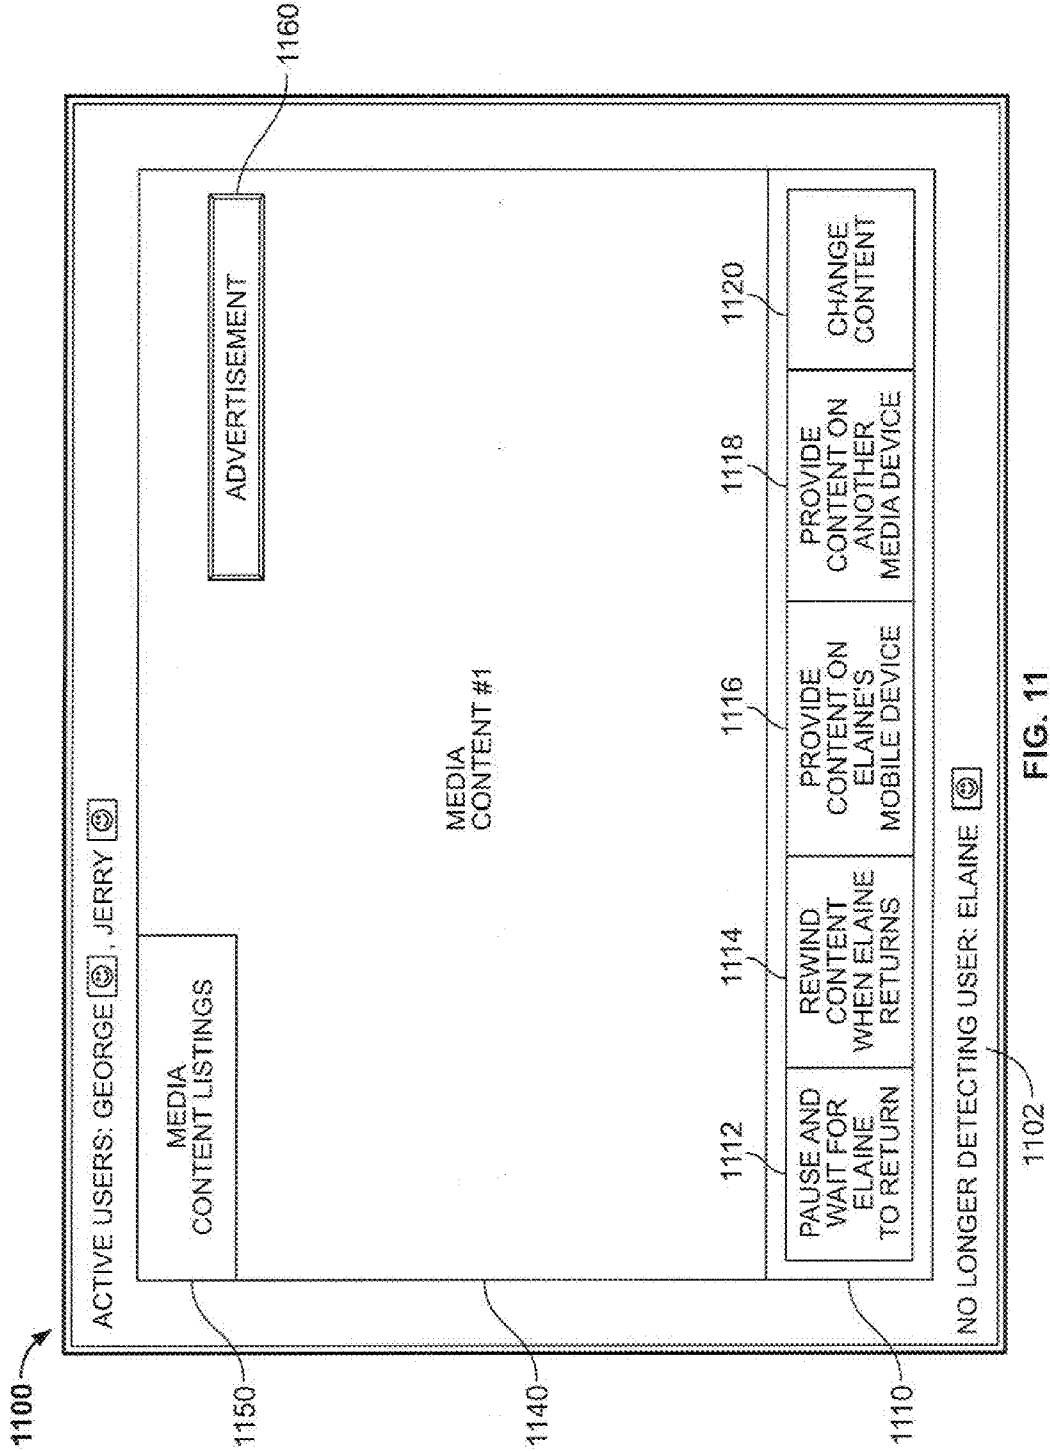 1100
ACTIVE USERS: GEORGE , JERRY
1150
MEDIA
CONTENT LISTINGS
ADVERTISEMENT
1160
1140
MEDIA
CONTENT #1
1110
1112
1114
1116
1118
1120
PAUSE AND
WAIT FOR
ELAINE
TO RETURN
REWIND
CONTENT
WHEN ELAINE
RETURNS
PROVIDE
CONTENT ON
ELAINE'S
MOBILE DEVICE
PROVIDE
CONTENT ON
ANOTHER
MEDIA DEVICE
CHANGE
CONTENT
NO LONGER DETECTING USER: ELAINE
1102
FIG. 11